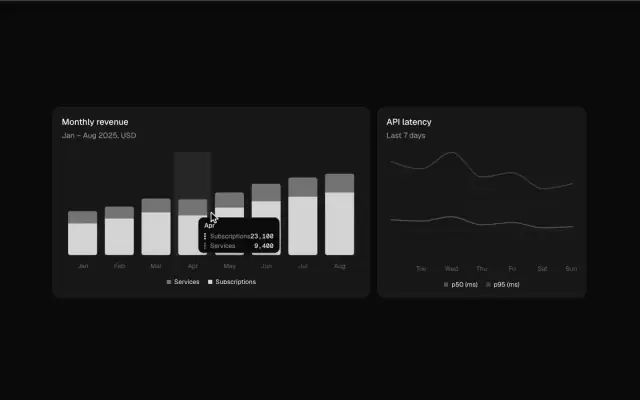 Monthly revenue
Jan – Aug 2025, USD
Apr
Subscriptions 23,100
Services 9,400
Jan Feb Mar Apr May Jun Jul Aug
Services Subscriptions
API latency
Last 7 days
Tue Wed Thu Fri Sat Sun
p50 (ms) p95 (ms)